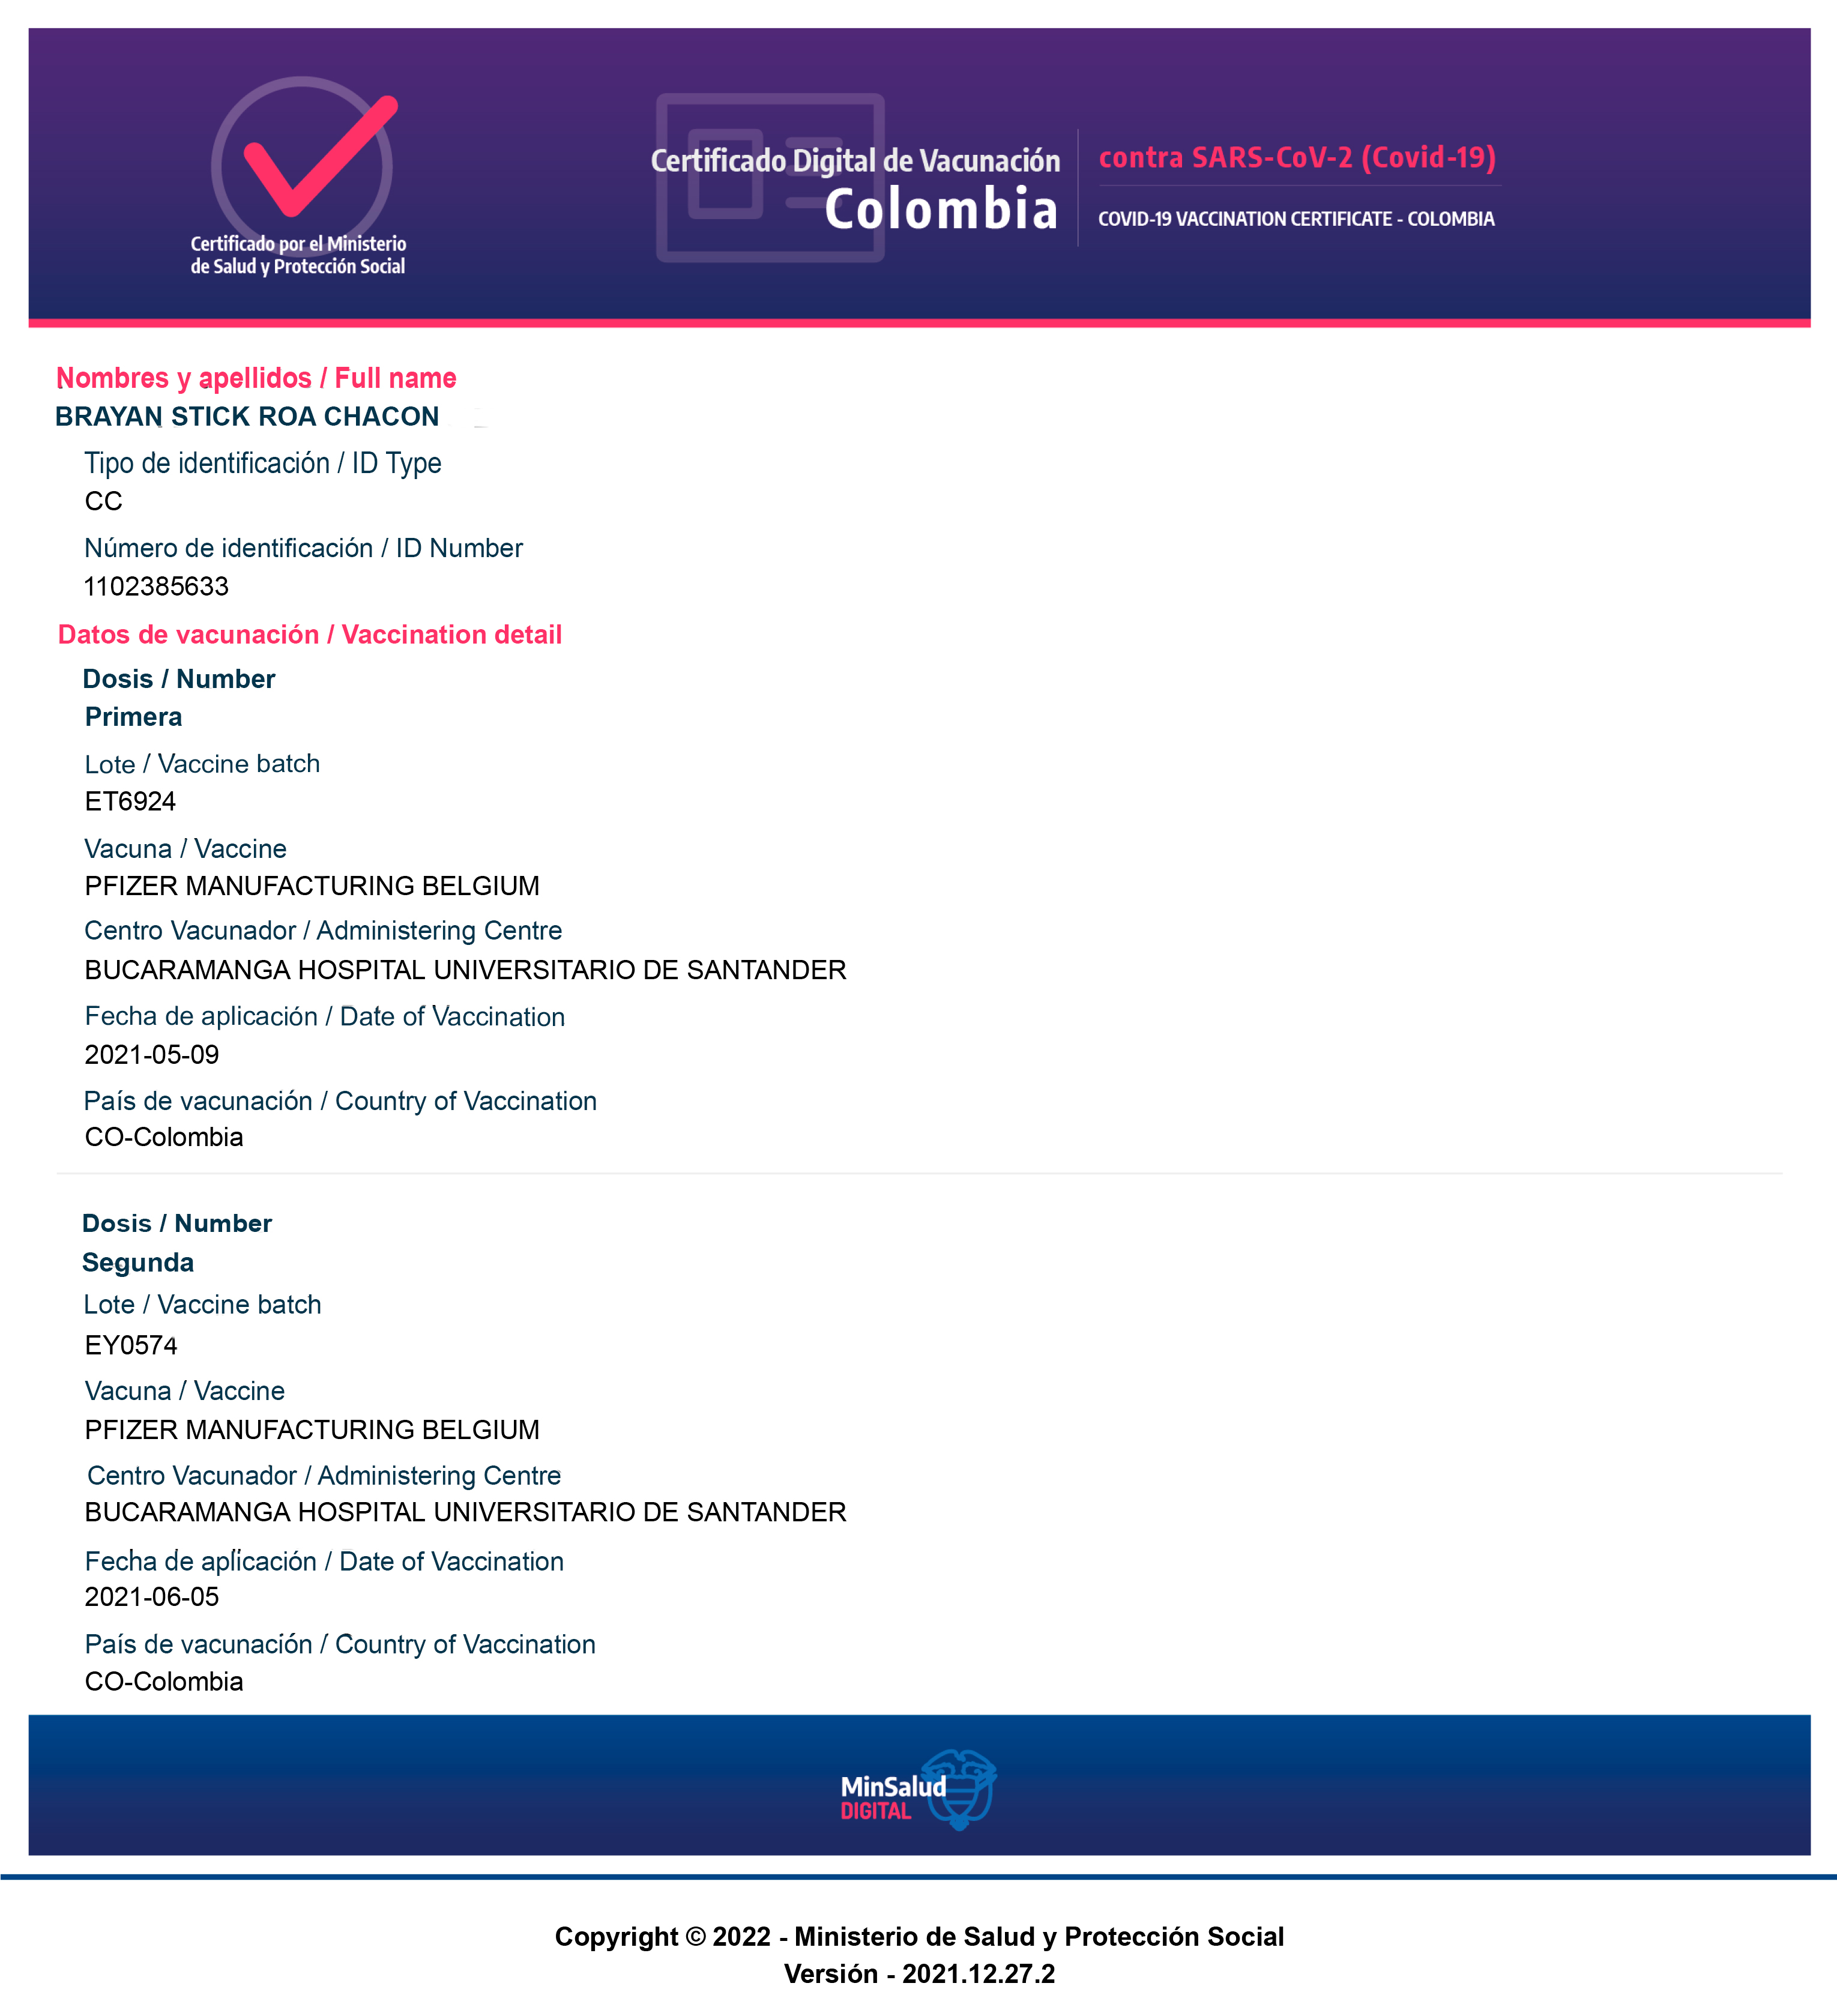 Certificado por el Ministerio
de Salud y Protección Social
Certificado Digital de Vacunación
Colombia
contra SARS-CoV-2 (Covid-19)
COVID-19 VACCINATION CERTIFICATE - COLOMBIA
Nombres y apellidos / Full name
BRAYAN STICK ROA CHACON
Tipo de identificación / ID Type
CC
Número de identificación / ID Number
1102385633
Datos de vacunación / Vaccination detail
Dosis / Number
Primera
Lote / Vaccine batch
ET6924
Vacuna / Vaccine
PFIZER MANUFACTURING BELGIUM
Centro Vacunador / Administering Centre
BUCARAMANGA HOSPITAL UNIVERSITARIO DE SANTANDER
Fecha de aplicación / Date of Vaccination
2021-05-09
País de vacunación / Country of Vaccination
CO-Colombia
Dosis / Number
Segunda
Lote / Vaccine batch
EY0574
Vacuna / Vaccine
PFIZER MANUFACTURING BELGIUM
Centro Vacunador / Administering Centre
BUCARAMANGA HOSPITAL UNIVERSITARIO DE SANTANDER
Fecha de aplicación / Date of Vaccination
2021-06-05
País de vacunación / Country of Vaccination
CO-Colombia
MinSalud
DIGITAL
Copyright © 2022 - Ministerio de Salud y Protección Social
Versión - 2021.12.27.2